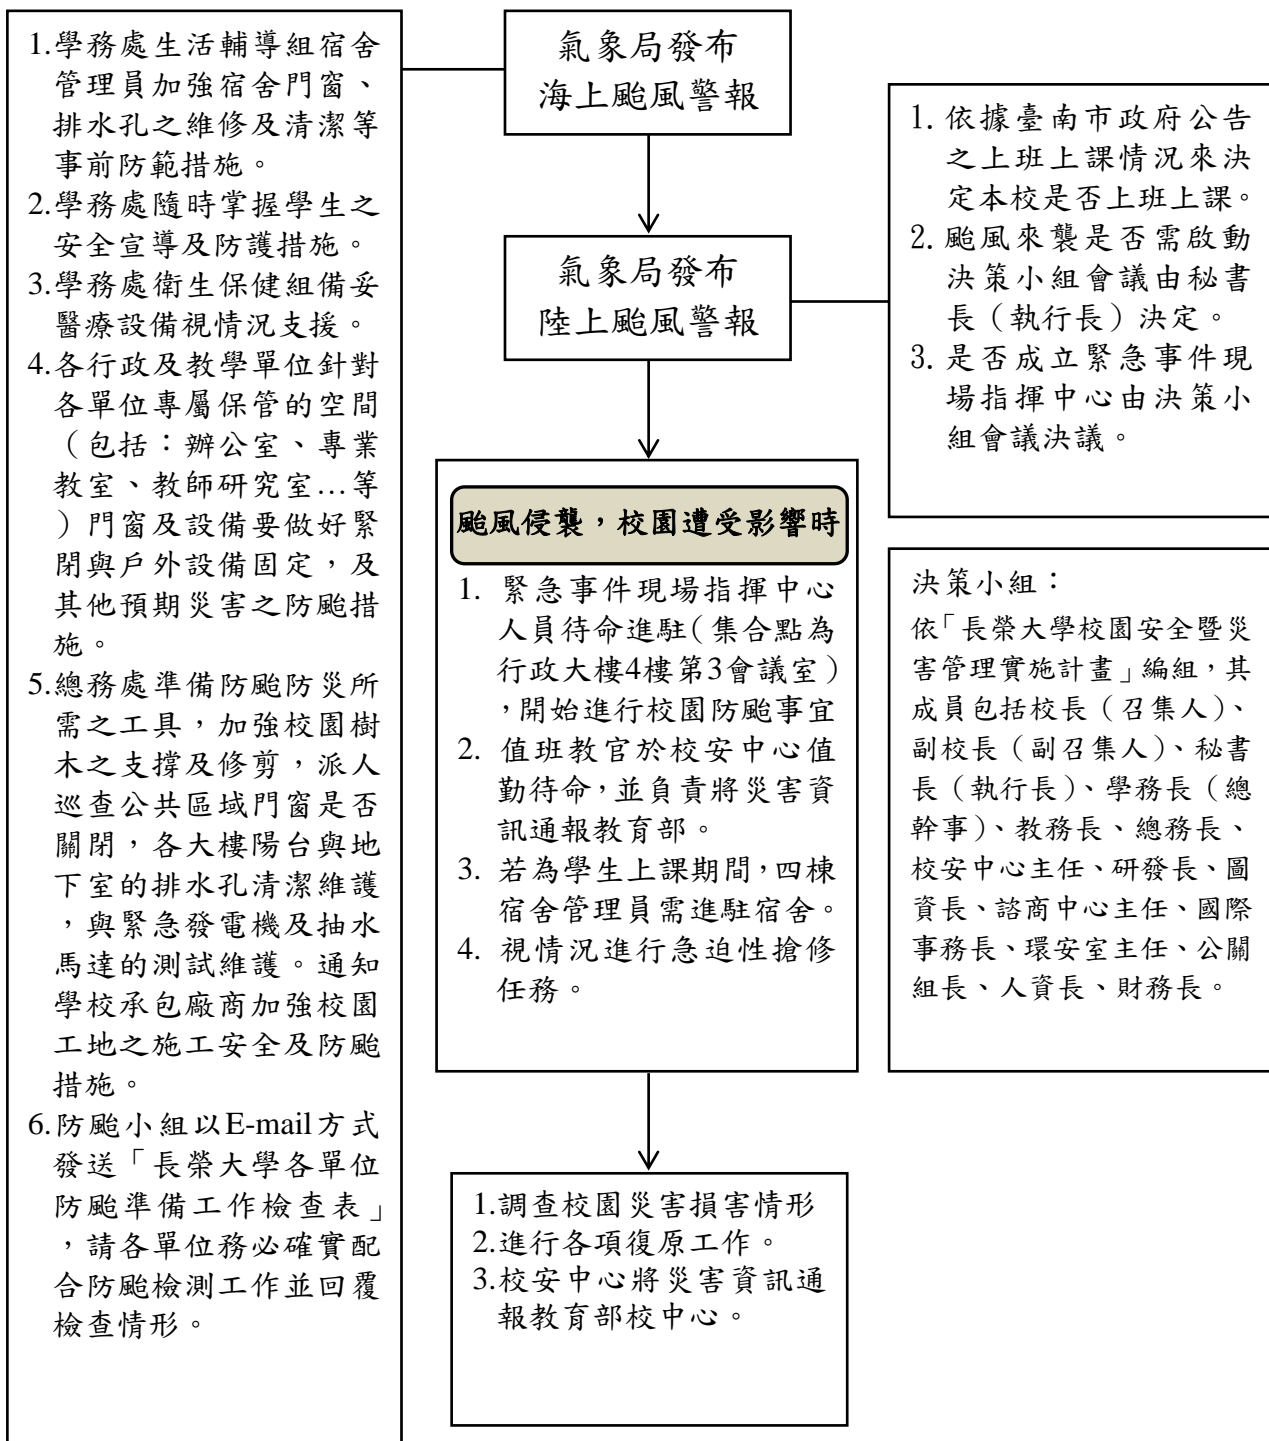 1.學務處生活輔導組宿舍
管理員加強宿舍門窗、
排水孔之維修及清潔等
事前防範措施。
2.學務處隨時掌握學生之
安全宣導及防護措施。
3.學務處衛生保健組備妥
醫療設備視情況支援。
4.各行政及教學單位針對
各單位專屬保管的空間
（包括：辦公室、專業
教室、教師研究室…等
）門窗及設備要做好緊
閉與戶外設備固定，及
其他預期災害之防颱措
施。
5.總務處準備防颱防災所
需之工具，加強校園樹
木之支撐及修剪，派人
巡查公共區域門窗是否
關閉，各大樓陽台與地
下室的排水孔清潔維護
，與緊急發電機及抽水
馬達的測試維護。通知
學校承包廠商加強校園
工地之施工安全及防颱
措施。
6.防颱小組以E-mail方式
發送「長榮大學各單位
防颱準備工作檢查表」
，請各單位務必確實配
合防颱檢測工作並回覆
檢查情形。
氣象局發布
海上颱風警報
氣象局發布
陸上颱風警報
1. 依據臺南市政府公告
之上班上課情況來決
定本校是否上班上課。
2. 颱風來襲是否需啟動
決策小組會議由秘書
長（執行長）決定。
3. 是否成立緊急事件現
場指揮中心由決策小
組會議決議。
颱風侵襲，校園遭受影響時
1. 緊急事件現場指揮中心
人員待命進駐（集合點為
行政大樓4樓第3會議室）
，開始進行校園防颱事宜
2. 值班教官於校安中心值
勤待命，並負責將災害資
訊通報教育部。
3. 若為學生上課期間，四棟
宿舍管理員需進駐宿舍。
4. 視情況進行急迫性搶修
任務。
決策小組：
依「長榮大學校園安全暨災
害管理實施計畫」編組，其
成員包括校長（召集人）、
副校長（副召集人）、秘書
長（執行長）、學務長（總
幹事）、教務長、總務長、
校安中心主任、研發長、圖
資長、諮商中心主任、國際
事務長、環安室主任、公關
組長、人資長、財務長。
1.調查校園災害損害情形
2.進行各項復原工作。
3.校安中心將災害資訊通
報教育部校中心。